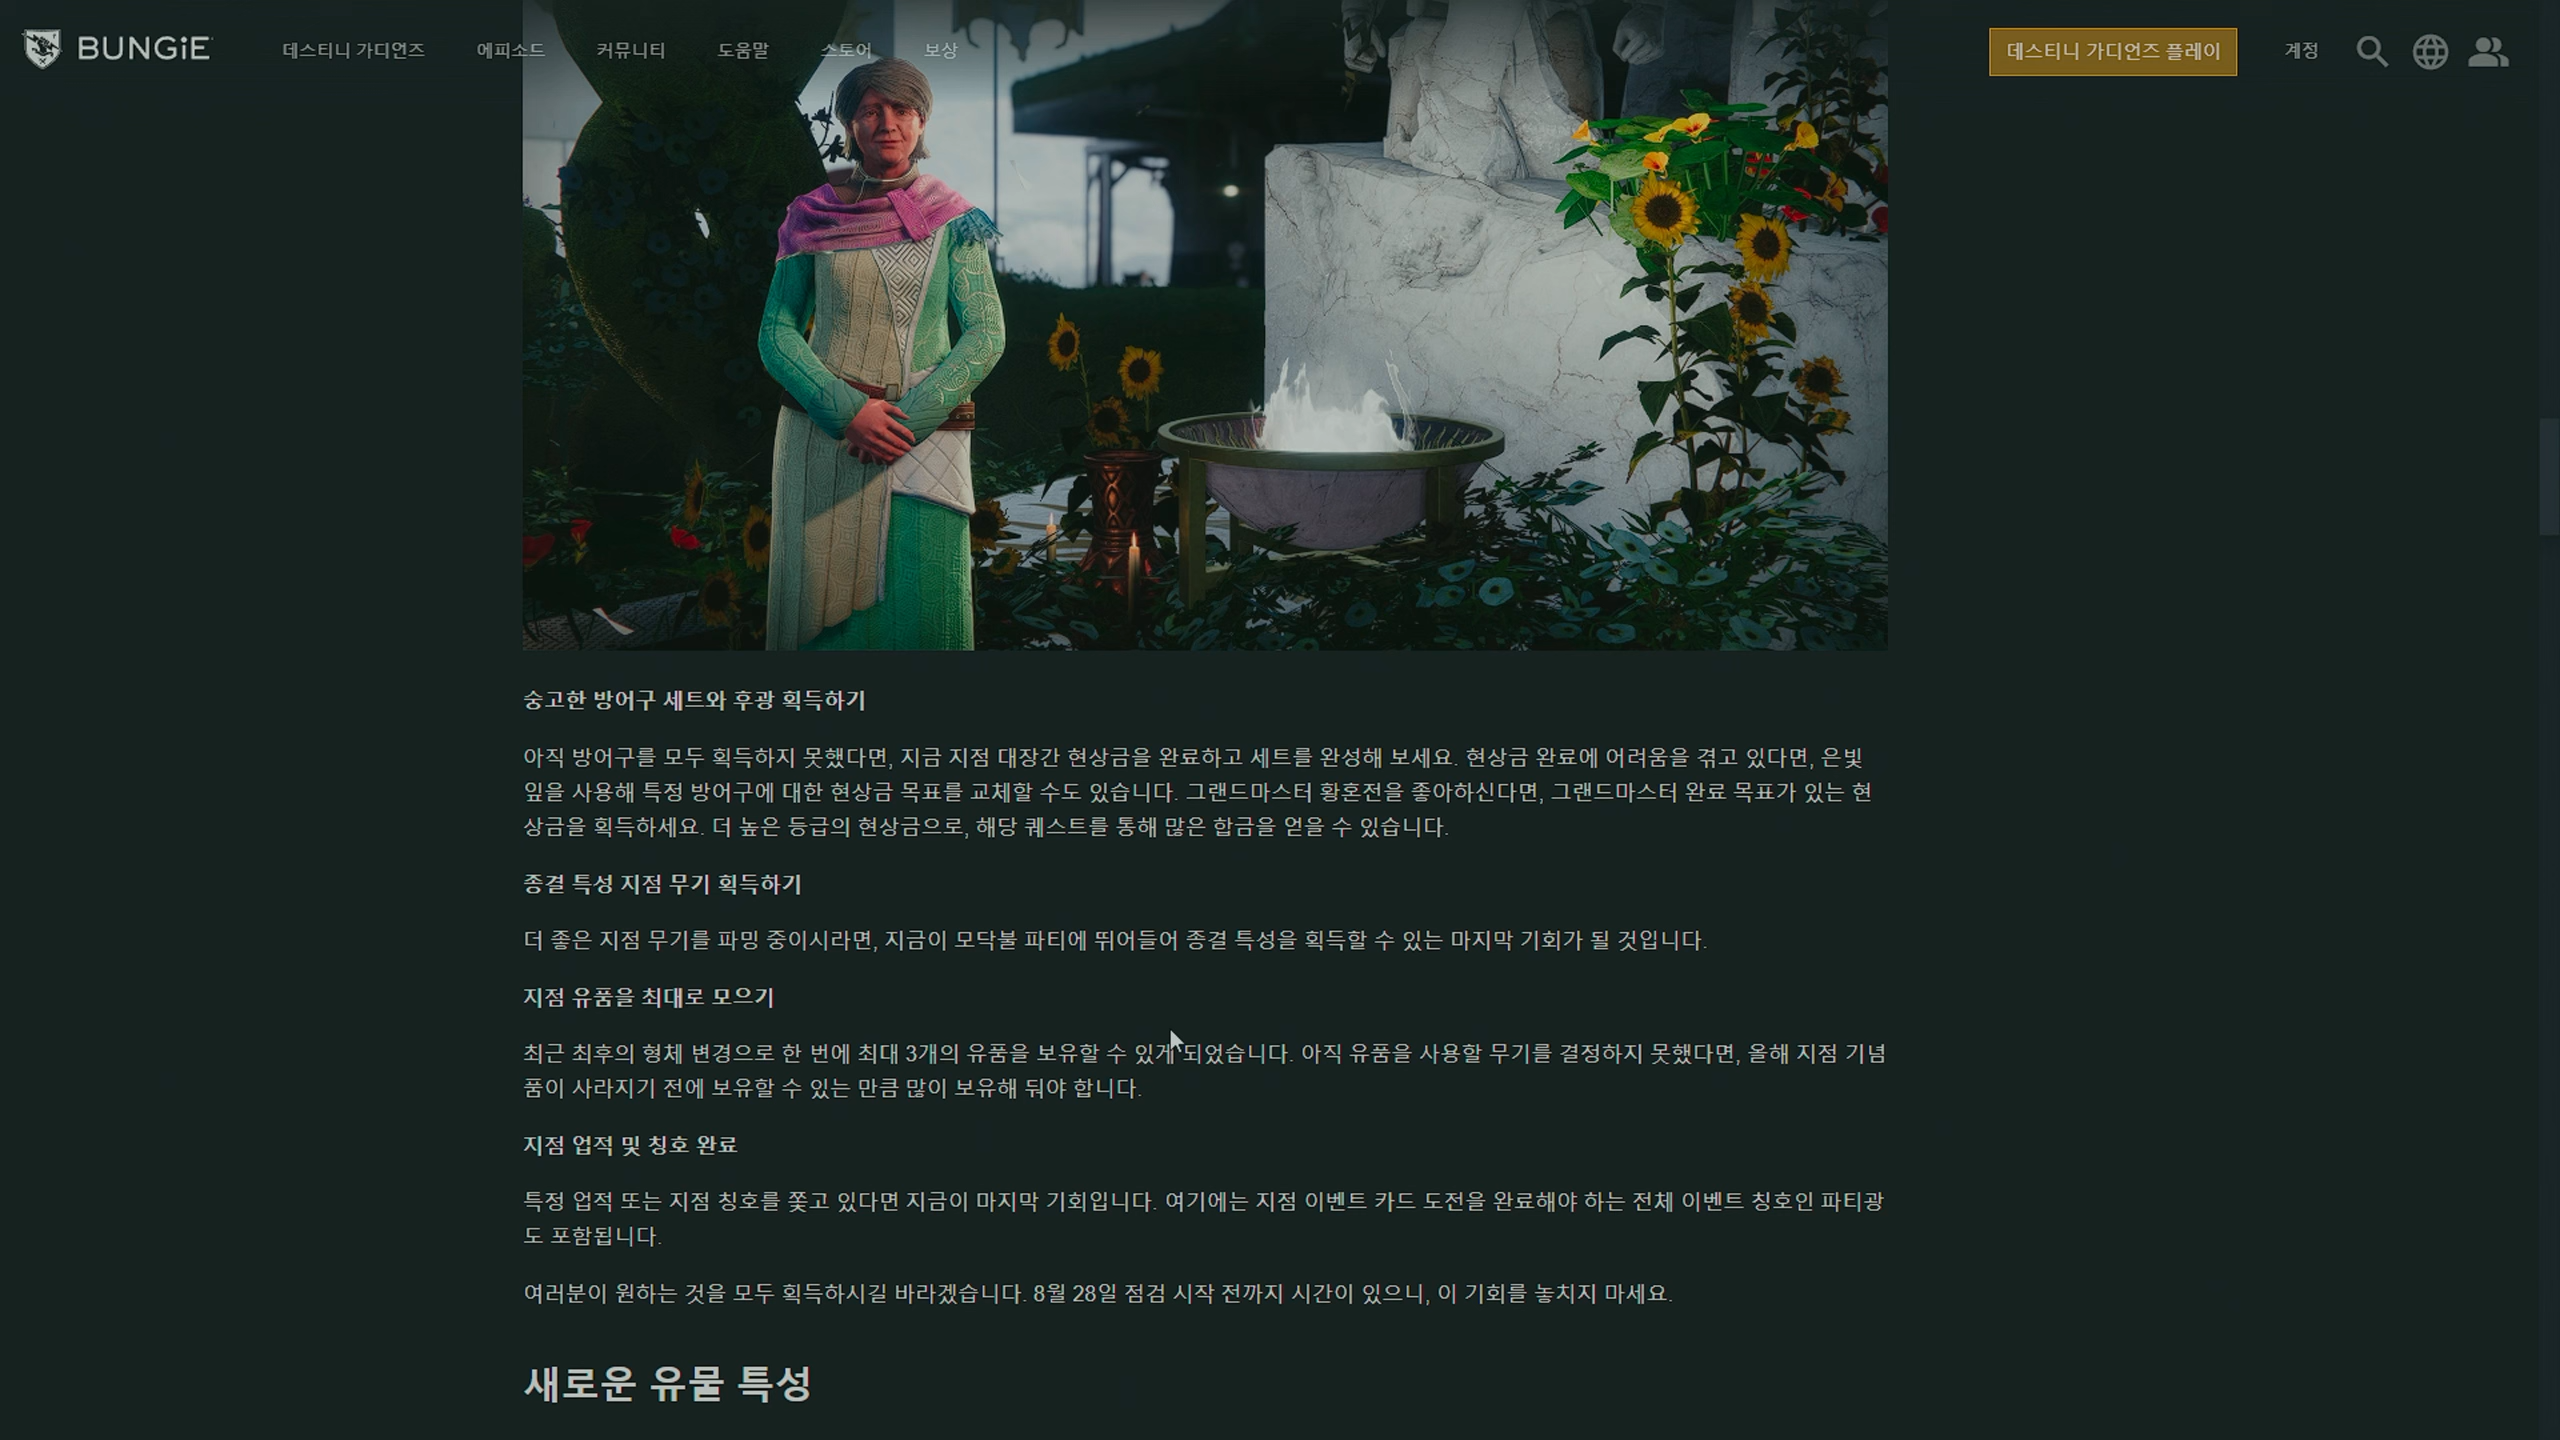 BUNGiE
데스티니 가디언즈
에피소드
커뮤니티
도움말
스토어
보상
데스티니 가디언즈 플레이
계정
숭고한 방어구 세트와 후광 획득하기
아직 방어구를 모두 획득하지 못했다면, 지금 지점 대장간 현상금을 완료하고 세트를 완성해 보세요. 현상금 완료에 어려움을 겪고 있다면, 은빛
잎을 사용해 특정 방어구에 대한 현상금 목표를 교체할 수도 있습니다. 그랜드마스터 황혼전을 좋아하신다면, 그랜드마스터 완료 목표가 있는 현
상금을 획득하세요. 더 높은 등급의 현상금으로, 해당 퀘스트를 통해 많은 합금을 얻을 수 있습니다.
종결 특성 지점 무기 획득하기
더 좋은 지점 무기를 파밍 중이시라면, 지금이 모닥불 파티에 뛰어들어 종결 특성을 획득할 수 있는 마지막 기회가 될 것입니다.
지점 유품을 최대로 모으기
최근 최후의 형체 변경으로 한 번에 최대 3개의 유품을 보유할 수 있게 되었습니다. 아직 유품을 사용할 무기를 결정하지 못했다면, 올해 지점 기념
품이 사라지기 전에 보유할 수 있는 만큼 많이 보유해 둬야 합니다.
지점 업적 및 칭호 완료
특정 업적 또는 지점 칭호를 쫓고 있다면 지금이 마지막 기회입니다. 여기에는 지점 이벤트 카드 도전을 완료해야 하는 전체 이벤트 칭호인 파티광
도 포함됩니다.
여러분이 원하는 것을 모두 획득하시길 바라겠습니다. 8월 28일 점검 시작 전까지 시간이 있으니, 이 기회를 놓치지 마세요.
새로운 유물 특성